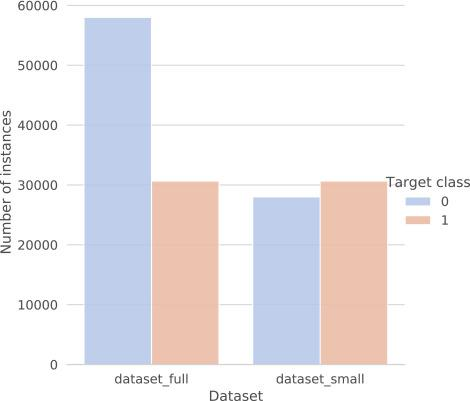 60000
50000
40000
30000
20000
10000
0
Number of instances
dataset_full
dataset_small
Dataset
Target class
0
1